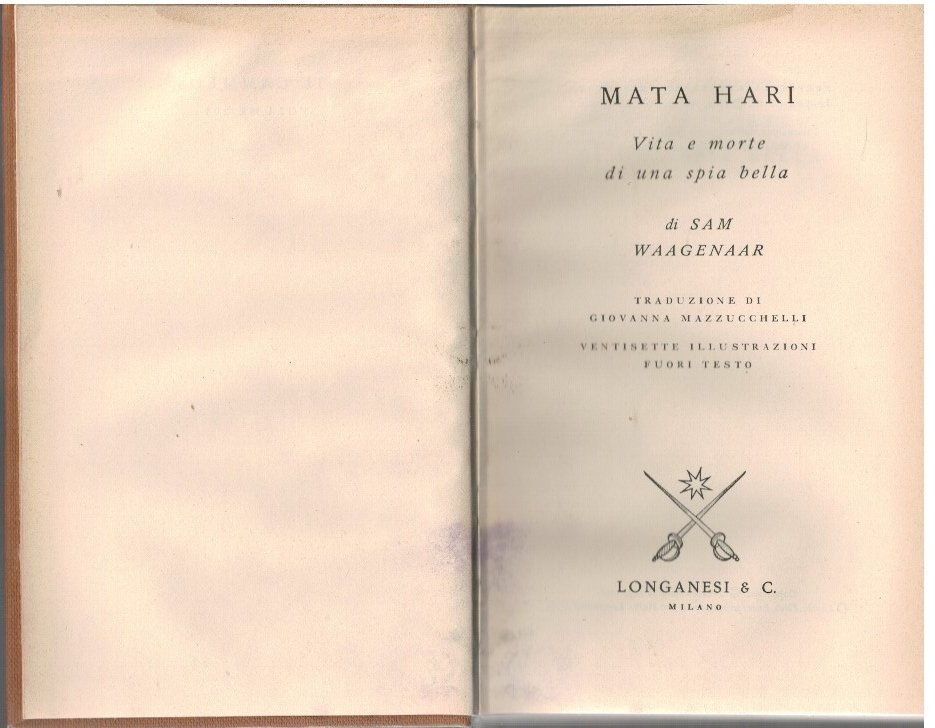 MATA HARI
Vita e morte
di una spia bella
di SAM
WAAGENAAR
TRADUZIONE DI
GIOVANNA MAZZUCCHELLI
VENTISETTE ILLUSTRAZIONI
FUORI TESTO
LONGANESI & C.
MILANO